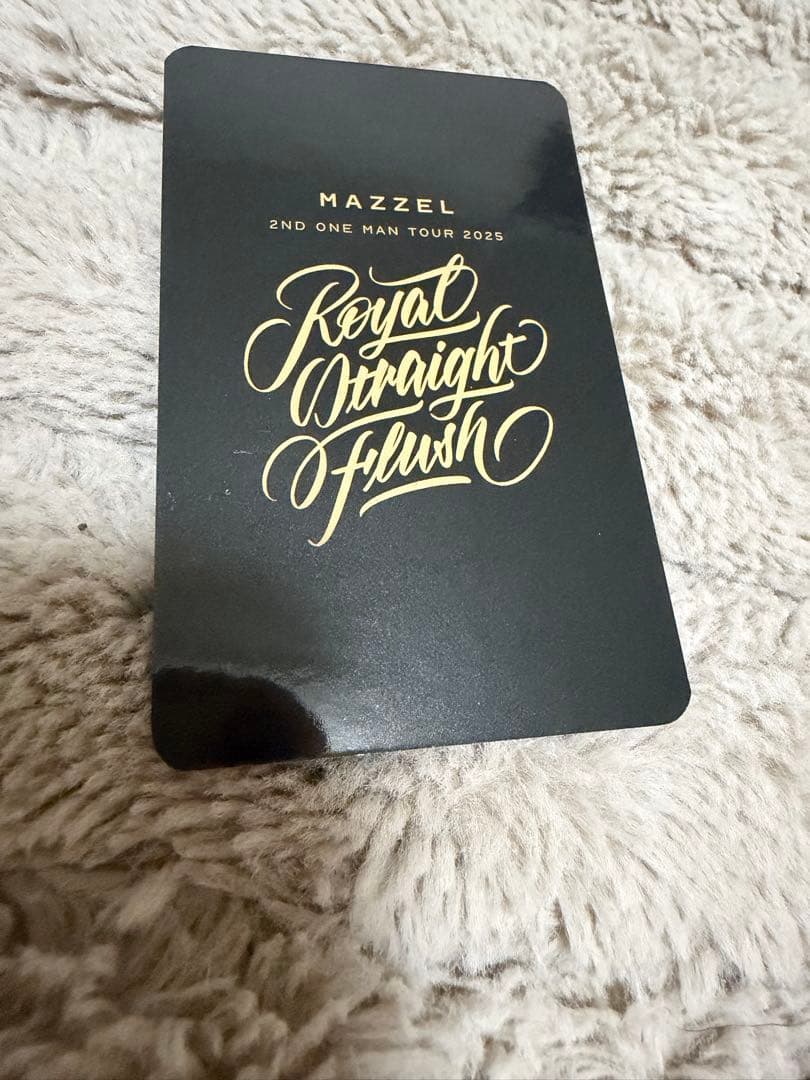 MAZZEL
2ND ONE MAN TOUR 2025
Royal
Straight
Flush